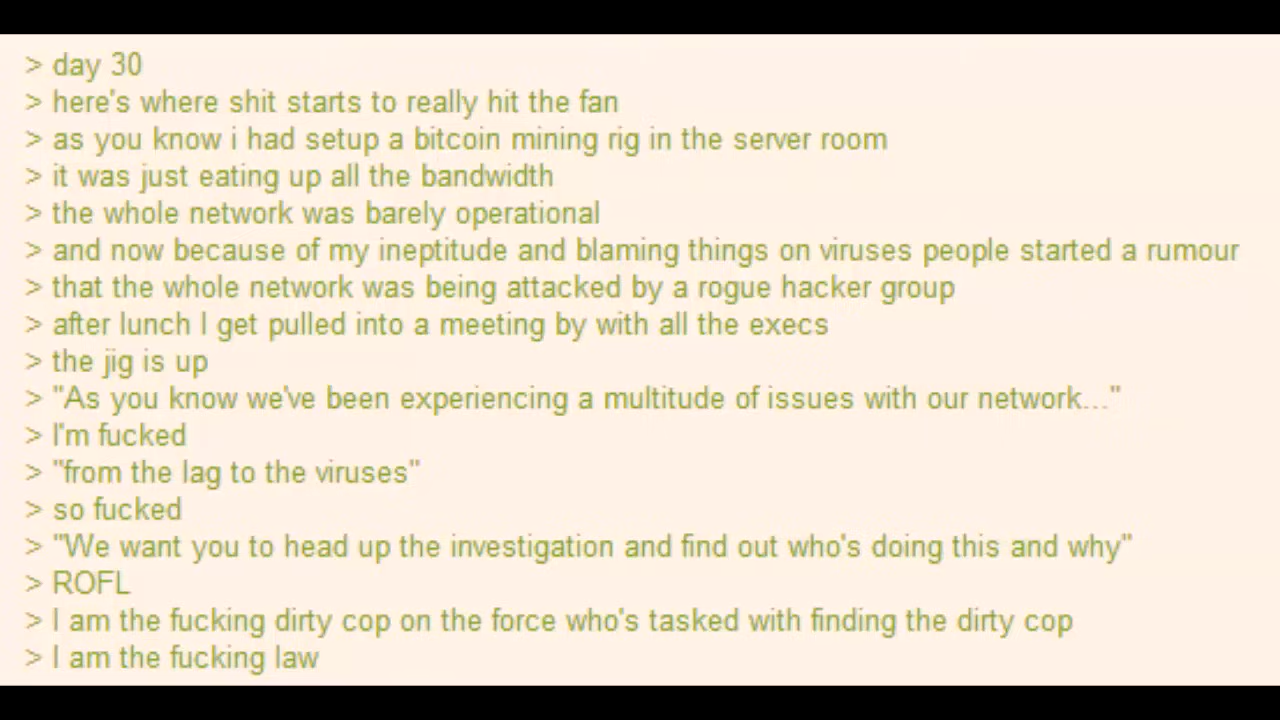 > day 30
> here's where shit starts to really hit the fan
> as you know i had setup a bitcoin mining rig in the server room
> it was just eating up all the bandwidth
> the whole network was barely operational
> and now because of my ineptitude and blaming things on viruses people started a rumour
> that the whole network was being attacked by a rogue hacker group
> after lunch I get pulled into a meeting by with all the execs
> the jig is up
> "As you know we've been experiencing a multitude of issues with our network..."
> I'm fucked
> "from the lag to the viruses"
> so fucked
> "We want you to head up the investigation and find out who's doing this and why"
> ROFL
> I am the fucking dirty cop on the force who's tasked with finding the dirty cop
> I am the fucking law